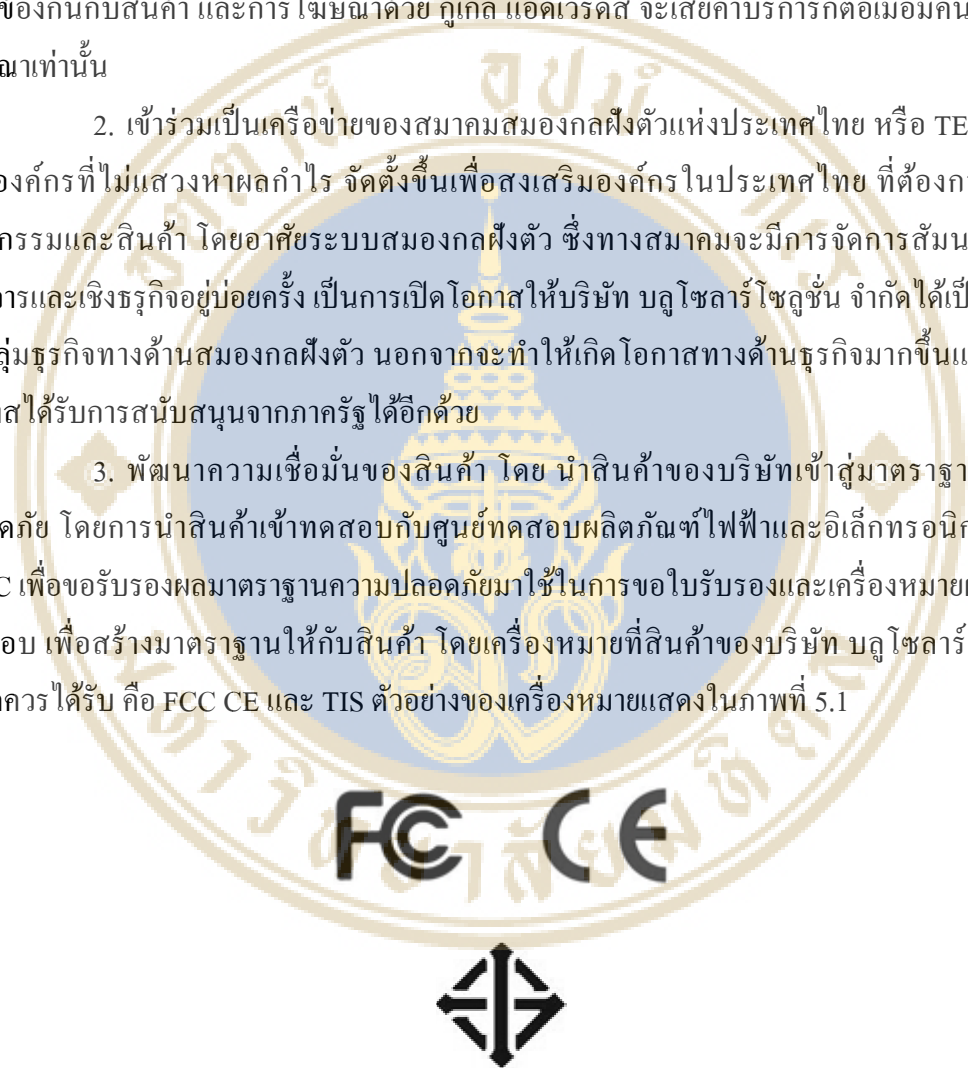 ของกันกับสินค้า และการโฆษณาด้วย กูเกิล แอดเวิร์ดส์ จะเสียค่าบริการก็ต่อเมื่อมีคน
ณาเท่านั้น
2. เข้าร่วมเป็นเครือข่ายของสมาคมสมองกลฝังตัวแห่งประเทศไทย หรือ TE
องค์กรที่ไม่แสวงหาผลกำไร จัดตั้งขึ้นเพื่อสงเสริมองค์กรในประเทศไทย ที่ต้องกา
กรรมและสินค้า โดยอาศัยระบบสมองกลฝังตัว ซึ่งทางสมาคมจะมีการจัดการสัมน
ารและเชิงธุรกิจอยู่บ่อยครั้ง เป็นการเปิดโอกาสให้บริษัท บลูโซลาร์โซลูชั่น จำกัดได้เป็
ลุ่มธุรกิจทางด้านสมองกลฝังตัว นอกจากจะทำให้เกิดโอกาสทางด้านธุรกิจมากขึ้นแ
าสได้รับการสนับสนุนจากภาครัฐได้อีกด้วย
3. พัฒนาความเชื่อมั่นของสินค้า โดย นำสินค้าของบริษัทเข้าสู่มาตราฐา
ดภัย โดยการนำสินค้าเข้าทดสอบกับศูนย์ทดสอบผลิตภัณฑ์ไฟฟ้าและอิเล็กทรอนิก
C เพื่อขอรับรองผลมาตราฐานความปลอดภัยมาใช้ในการขอใบรับรองและเครื่องหมาย
อบ เพื่อสร้างมาตราฐานให้กับสินค้า โดยเครื่องหมายที่สินค้าของบริษัท บลูโซลาร์
ควรได้รับ คือ FCC CE และ TIS ตัวอย่างของเครื่องหมายแสดงในภาพที่ 5.1
FCC CE
มหาวิทยาลัยมหิดล